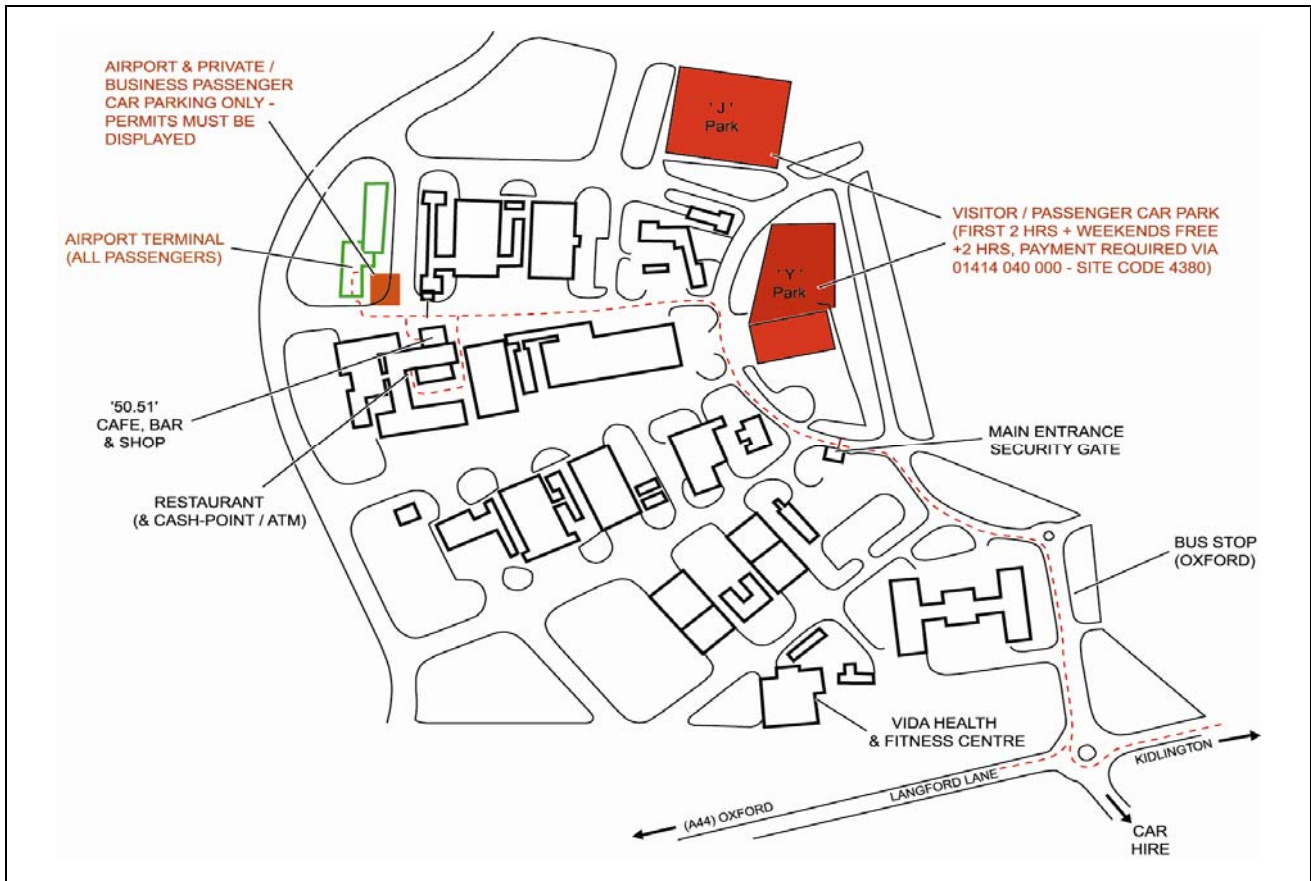 AIRPORT & PRIVATE /
BUSINESS PASSENGER
CAR PARKING ONLY -
PERMITS MUST BE
DISPLAYED
' J '
Park
AIRPORT TERMINAL
(ALL PASSENGERS)
VISITOR / PASSENGER CAR PARK
(FIRST 2 HRS + WEEKENDS FREE
+2 HRS, PAYMENT REQUIRED VIA
01414 040 000 - SITE CODE 4380)
' Y '
Park
'50.51'
CAFE, BAR
& SHOP
MAIN ENTRANCE
SECURITY GATE
RESTAURANT
(& CASH-POINT / ATM)
BUS STOP
(OXFORD)
VIDA HEALTH
& FITNESS CENTRE
KIDLINGTON
LANGFORD LANE
(A44) OXFORD
CAR
HIRE